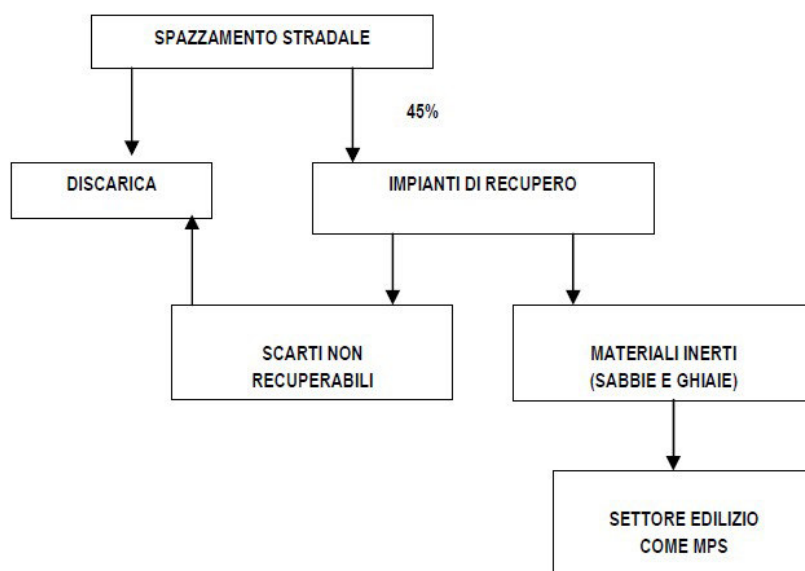 SPAZZAMENTO STRADALE
45%
DISCARICA
IMPIANTI DI RECUPERO
SCARTI NON
RECUPERABILI
MATERIALI INERTI
(SABBIE E GHIAIE)
SETTORE EDILIZIO
COME MPS